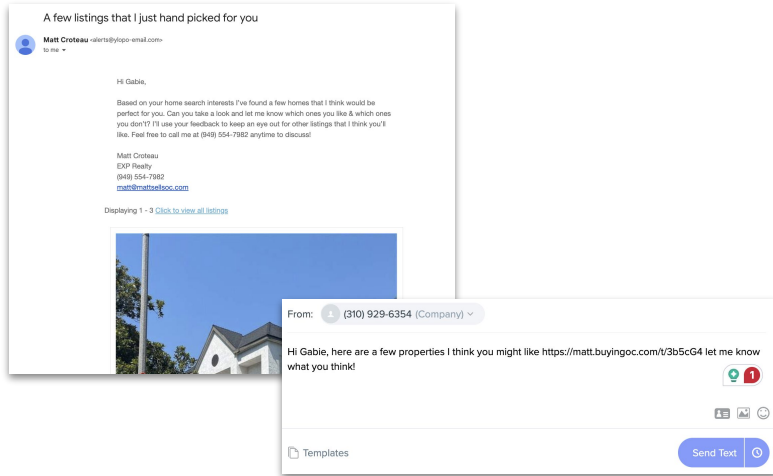 A few listings that I just hand picked for you
Matt Croteau <alerts@ylopo-email.com>
to me
Hi Gabie,
Based on your home search interests I've found a few homes that I think would be
perfect for you. Can you take a look and let me know which ones you like & which ones
you don't? I'll use your feedback to keep an eye out for other listings that I think you'll
like. Feel free to call me at (949) 554-7982 anytime to discuss!
Matt Croteau
EXP Realty
(949) 554-7982
matt@mattsellsoc.com
Displaying 1 - 3 Click to view all listings
From: (310) 929-6354 (Company)
Hi Gabie, here are a few properties I think you might like https://matt.buyingoc.com/t/3b5cG4 let me know
what you think!
1
Templates
Send Text